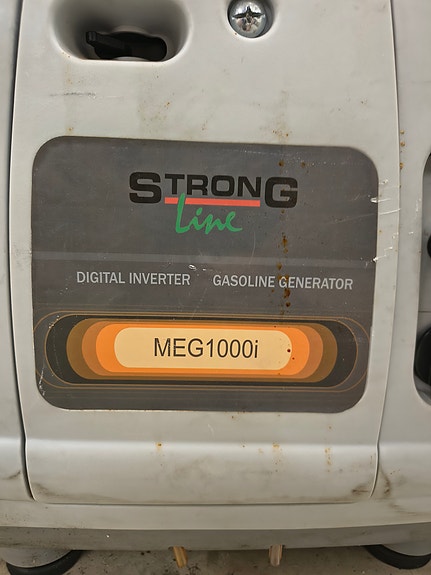 STRONG
Line
DIGITAL INVERTER GASOLINE GENERATOR
MEG1000i